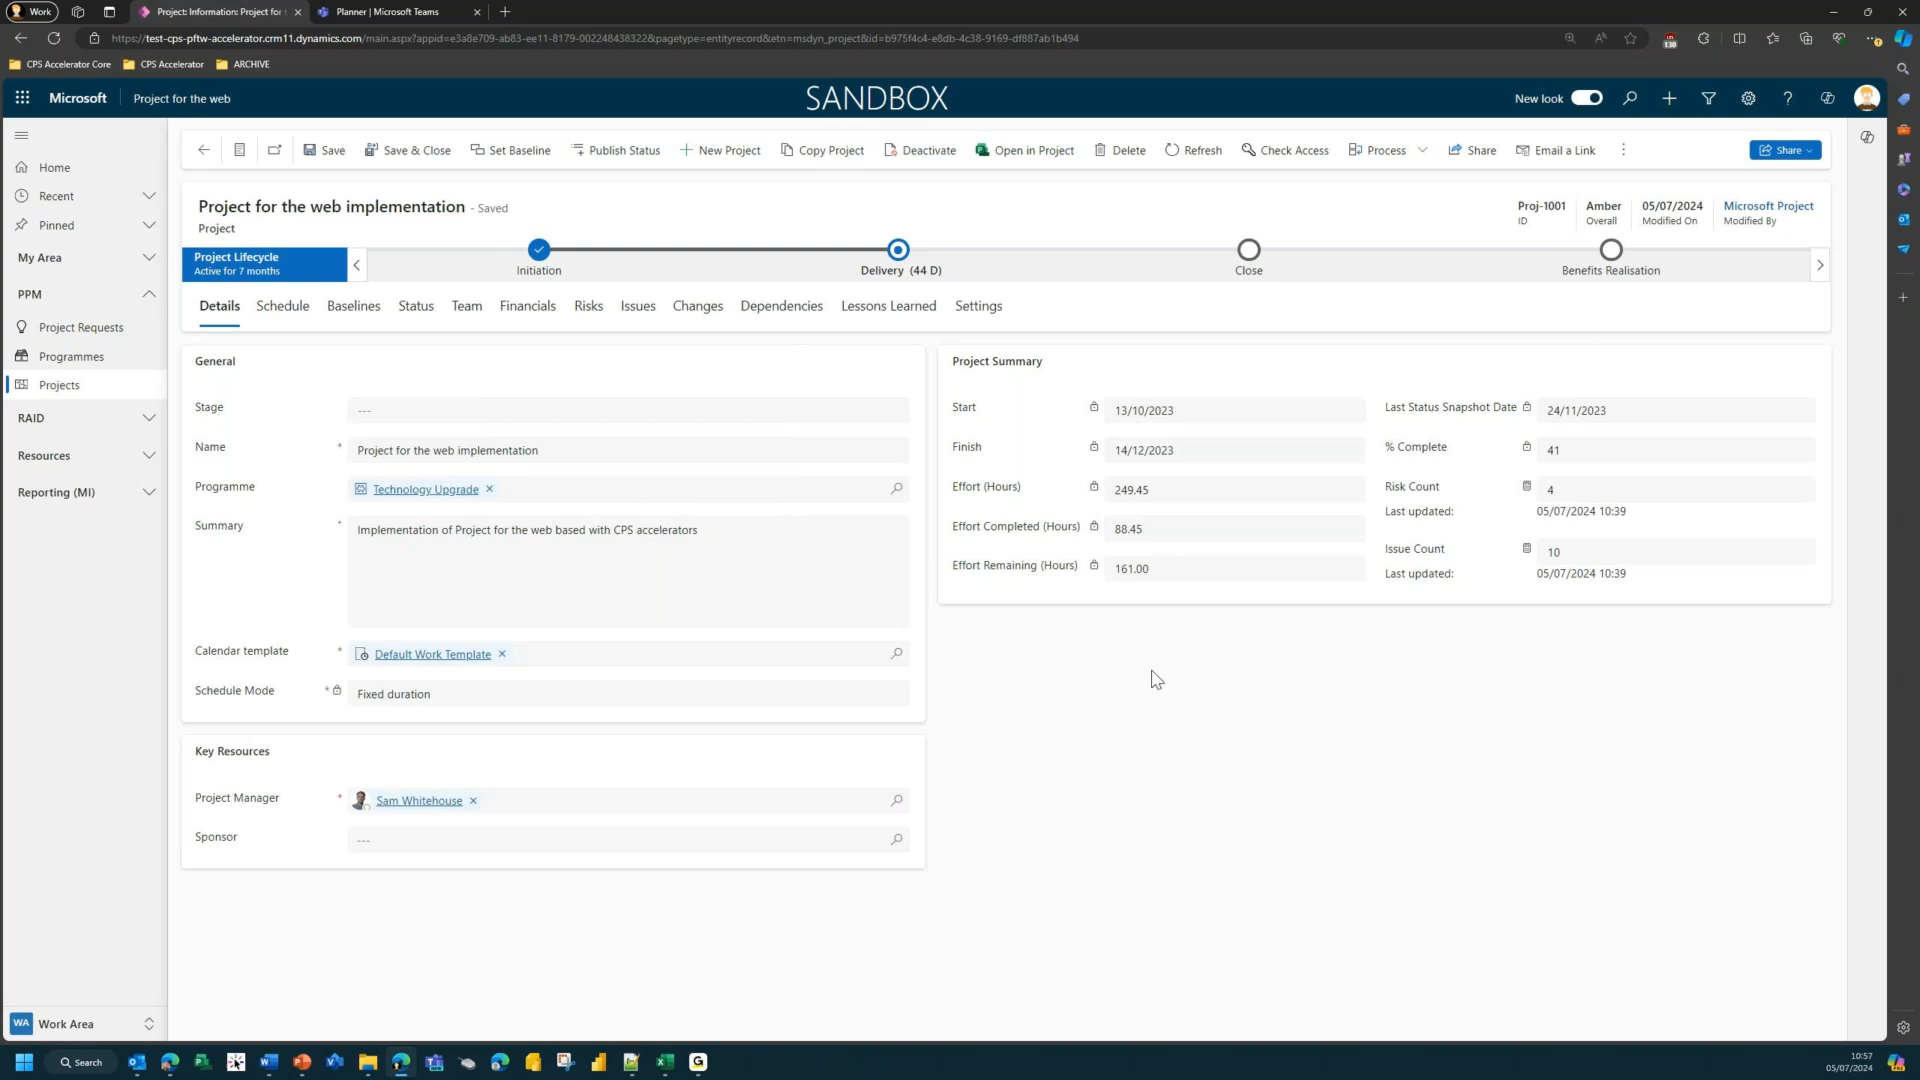 Work
Project: Information: Project for
Planner | Microsoft Teams
https://test-cps-pftw-accelerator.crm11.dynamics.com/main.aspx?appid=e3a8e709-ab83-ee11-8179-002248438322&pagetype=entityrecord&etn=msdyn_project&id=b975f4c4-e8db-4c38-9169-df887ab1b494
130
CPS Accelerator Core
CPS Accelerator
ARCHIVE
Microsoft
Project for the web
SANDBOX
New look
Save
Save & Close
Set Baseline
Publish Status
New Project
Copy Project
Deactivate
Open in Project
Delete
Refresh
Check Access
Process
Share
Email a Link
Share
Home
Recent
Pinned
My Area
PPM
Project Requests
Programmes
Projects
RAID
Resources
Reporting (MI)
WA
Work Area
Project for the web implementation - Saved
Project
Proj-1001
ID
Amber
Overall
05/07/2024
Modified On
Microsoft Project
Modified By
Project Lifecycle
Active for 7 months
Initiation
Delivery (44 D)
Close
Benefits Realisation
Details
Schedule
Baselines
Status
Team
Financials
Risks
Issues
Changes
Dependencies
Lessons Learned
Settings
General
Stage
---
Name *
Project for the web implementation
Programme
Technology Upgrade
Summary *
Implementation of Project for the web based with CPS accelerators
Calendar template *
Default Work Template
Schedule Mode *
Fixed duration
Key Resources
Project Manager *
Sam Whitehouse
Sponsor
---
Project Summary
Start
13/10/2023
Finish
14/12/2023
Effort (Hours)
249.45
Effort Completed (Hours)
88.45
Effort Remaining (Hours)
161.00
Last Status Snapshot Date
24/11/2023
% Complete
41
Risk Count
4
Last updated:
05/07/2024 10:39
Issue Count
10
Last updated:
05/07/2024 10:39
Search
10:57
05/07/2024